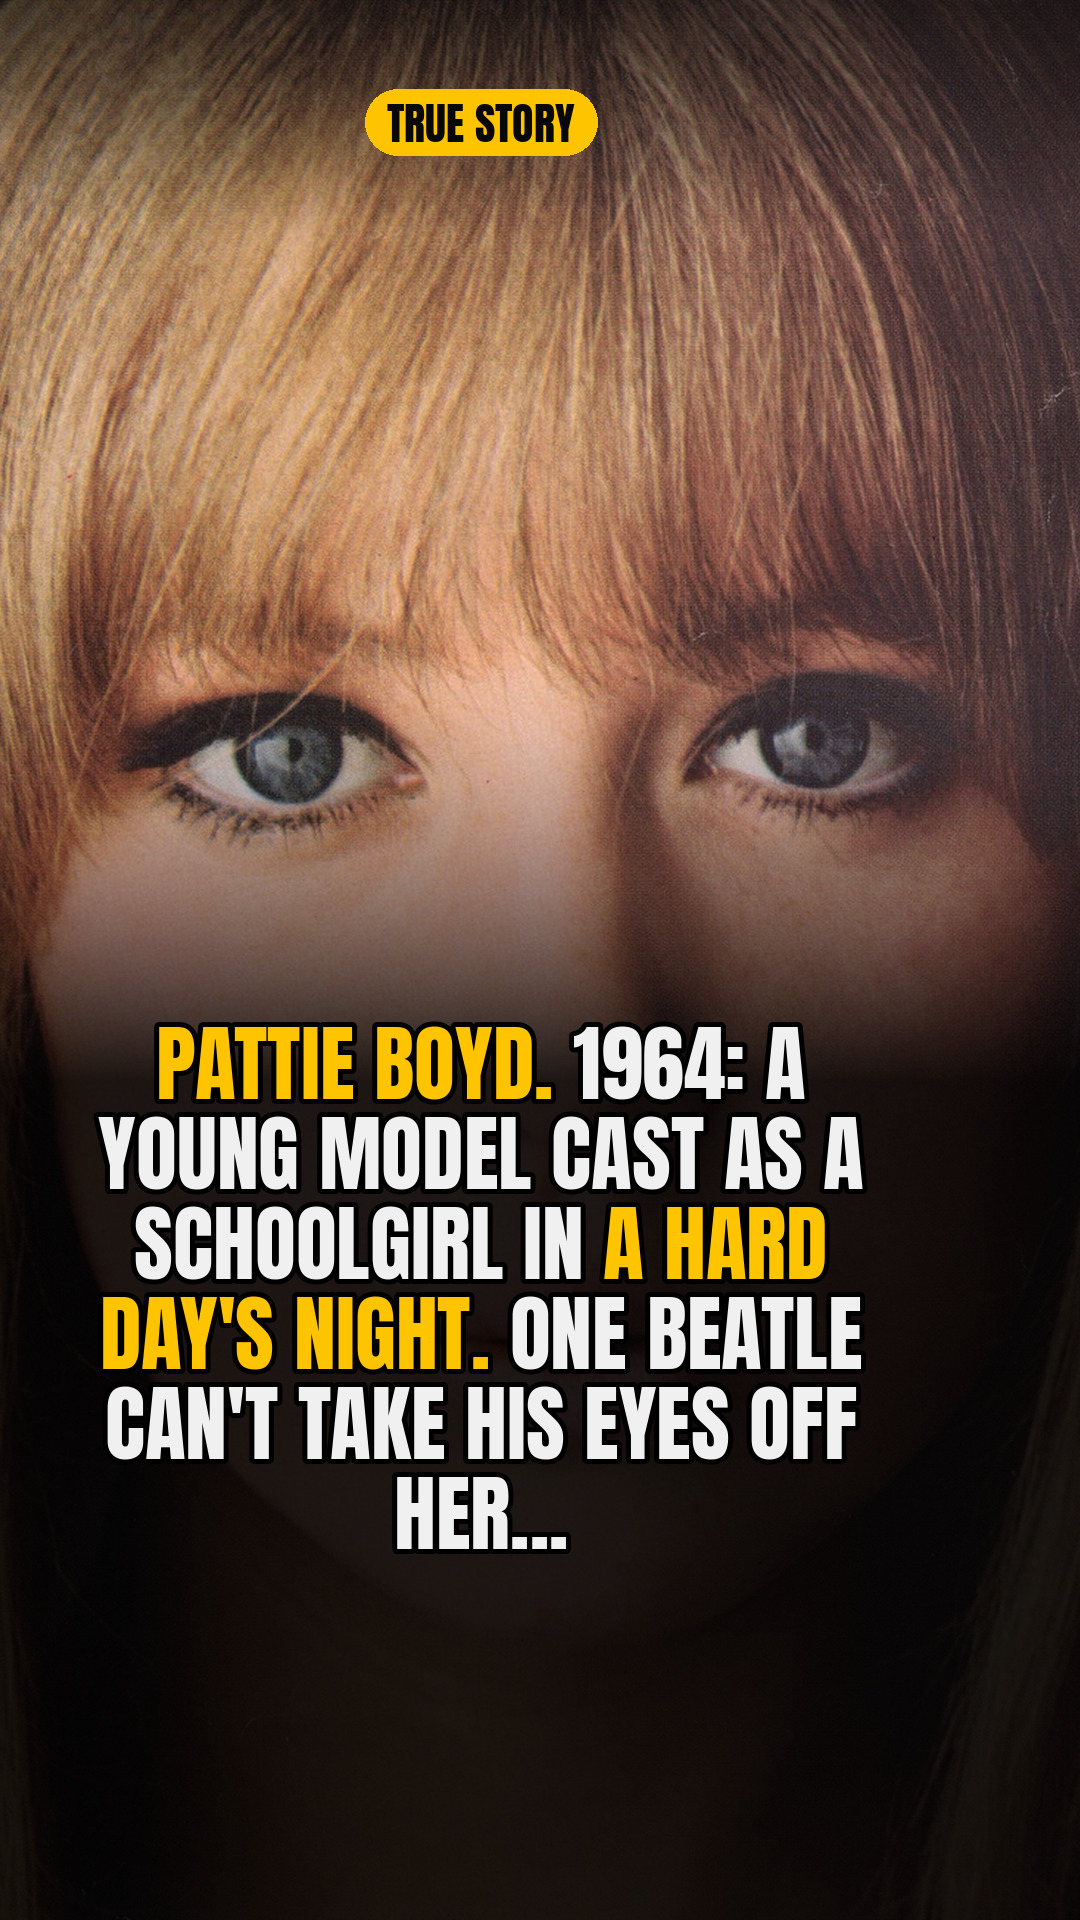 TRUE STORY
PATTIE BOYD. 1964: A
YOUNG MODEL CAST AS A
SCHOOLGIRL IN A HARD
DAY'S NIGHT. ONE BEATLE
CAN'T TAKE HIS EYES OFF
HER...